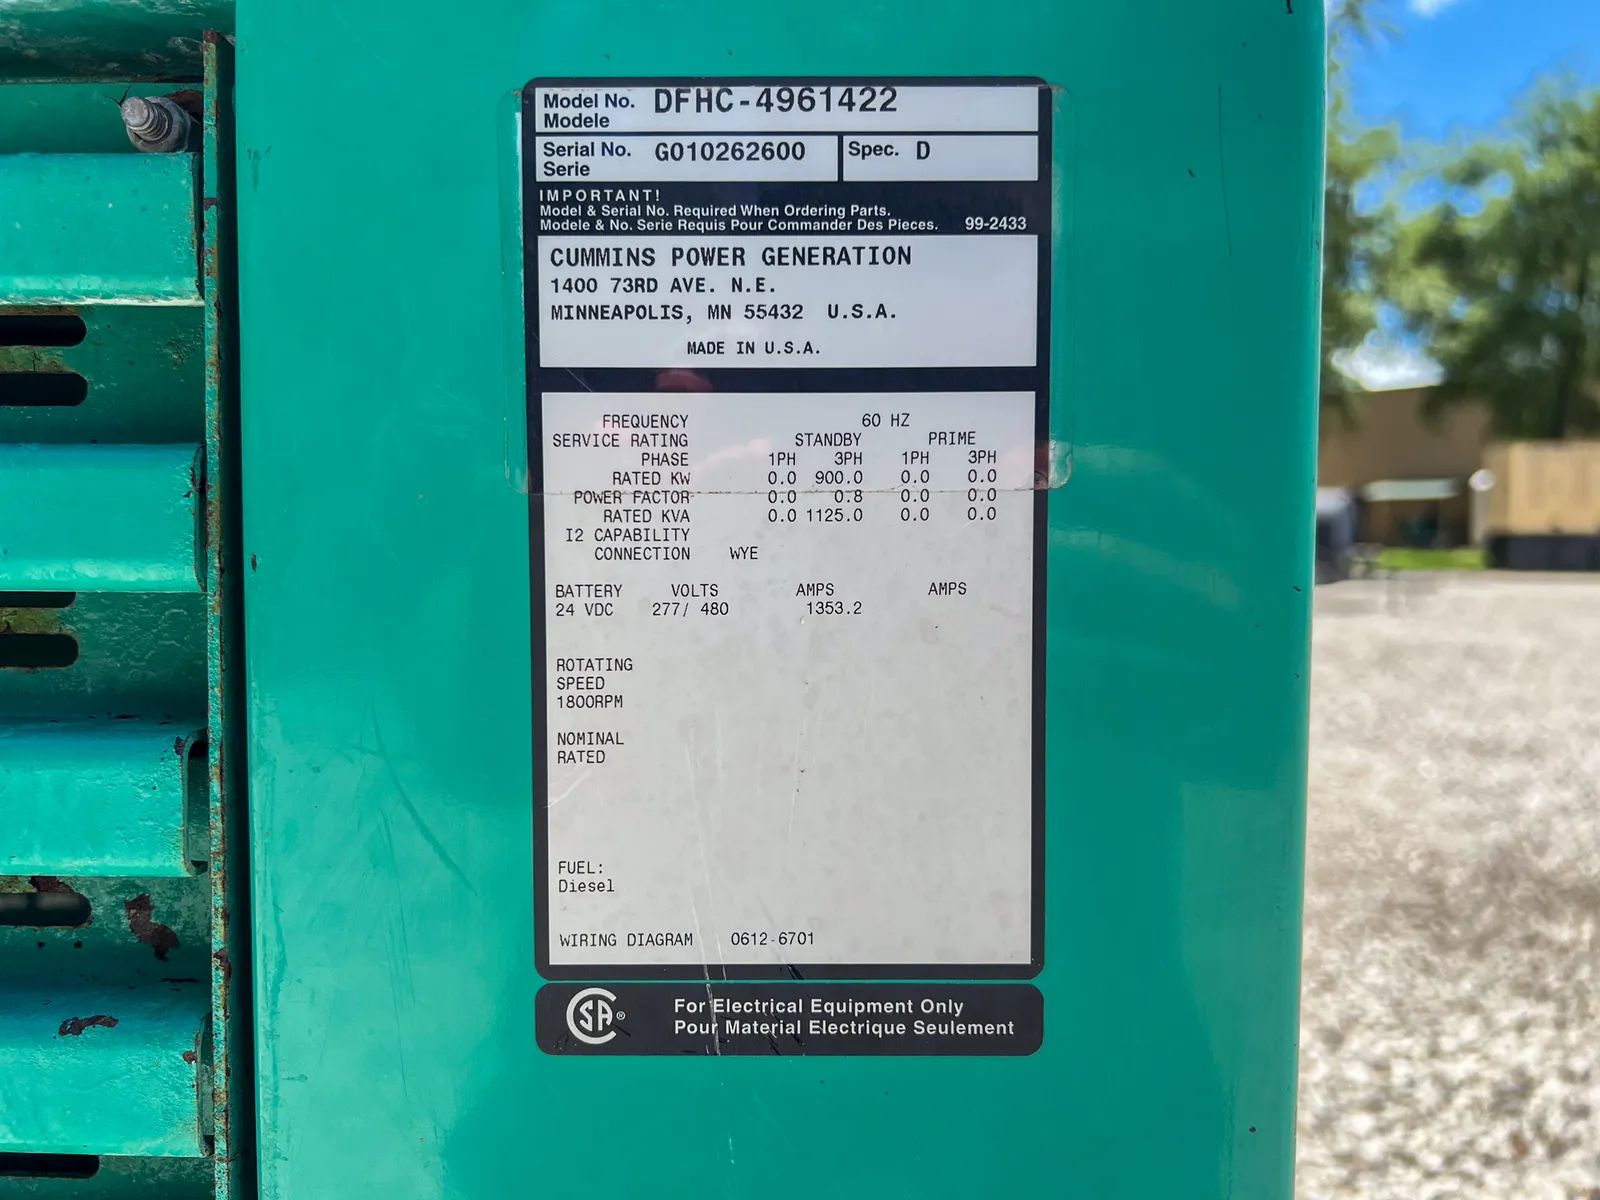 Model No. DFHC-4961422
Modele
Serial No. G010262600 Spec. D
Serie
IMPORTANT!
Model & Serial No. Required When Ordering Parts.
Modele & No. Serie Requis Pour Commander Des Pieces. 99-2433
CUMMINS POWER GENERATION
1400 73RD AVE. N.E.
MINNEAPOLIS, MN 55432 U.S.A.
MADE IN U.S.A.
FREQUENCY 60 HZ
SERVICE RATING STANDBY PRIME
PHASE 1PH 3PH 1PH 3PH
RATED KW 0.0 900.0 0.0 0.0
POWER FACTOR 0.0 0.8 0.0 0.0
RATED KVA 0.0 1125.0 0.0 0.0
I2 CAPABILITY
CONNECTION WYE
BATTERY VOLTS AMPS AMPS
24 VDC 277/ 480 1353.2
ROTATING
SPEED
1800RPM
NOMINAL
RATED
FUEL:
Diesel
WIRING DIAGRAM 0612-6701
CSA® For Electrical Equipment Only
Pour Material Electrique Seulement